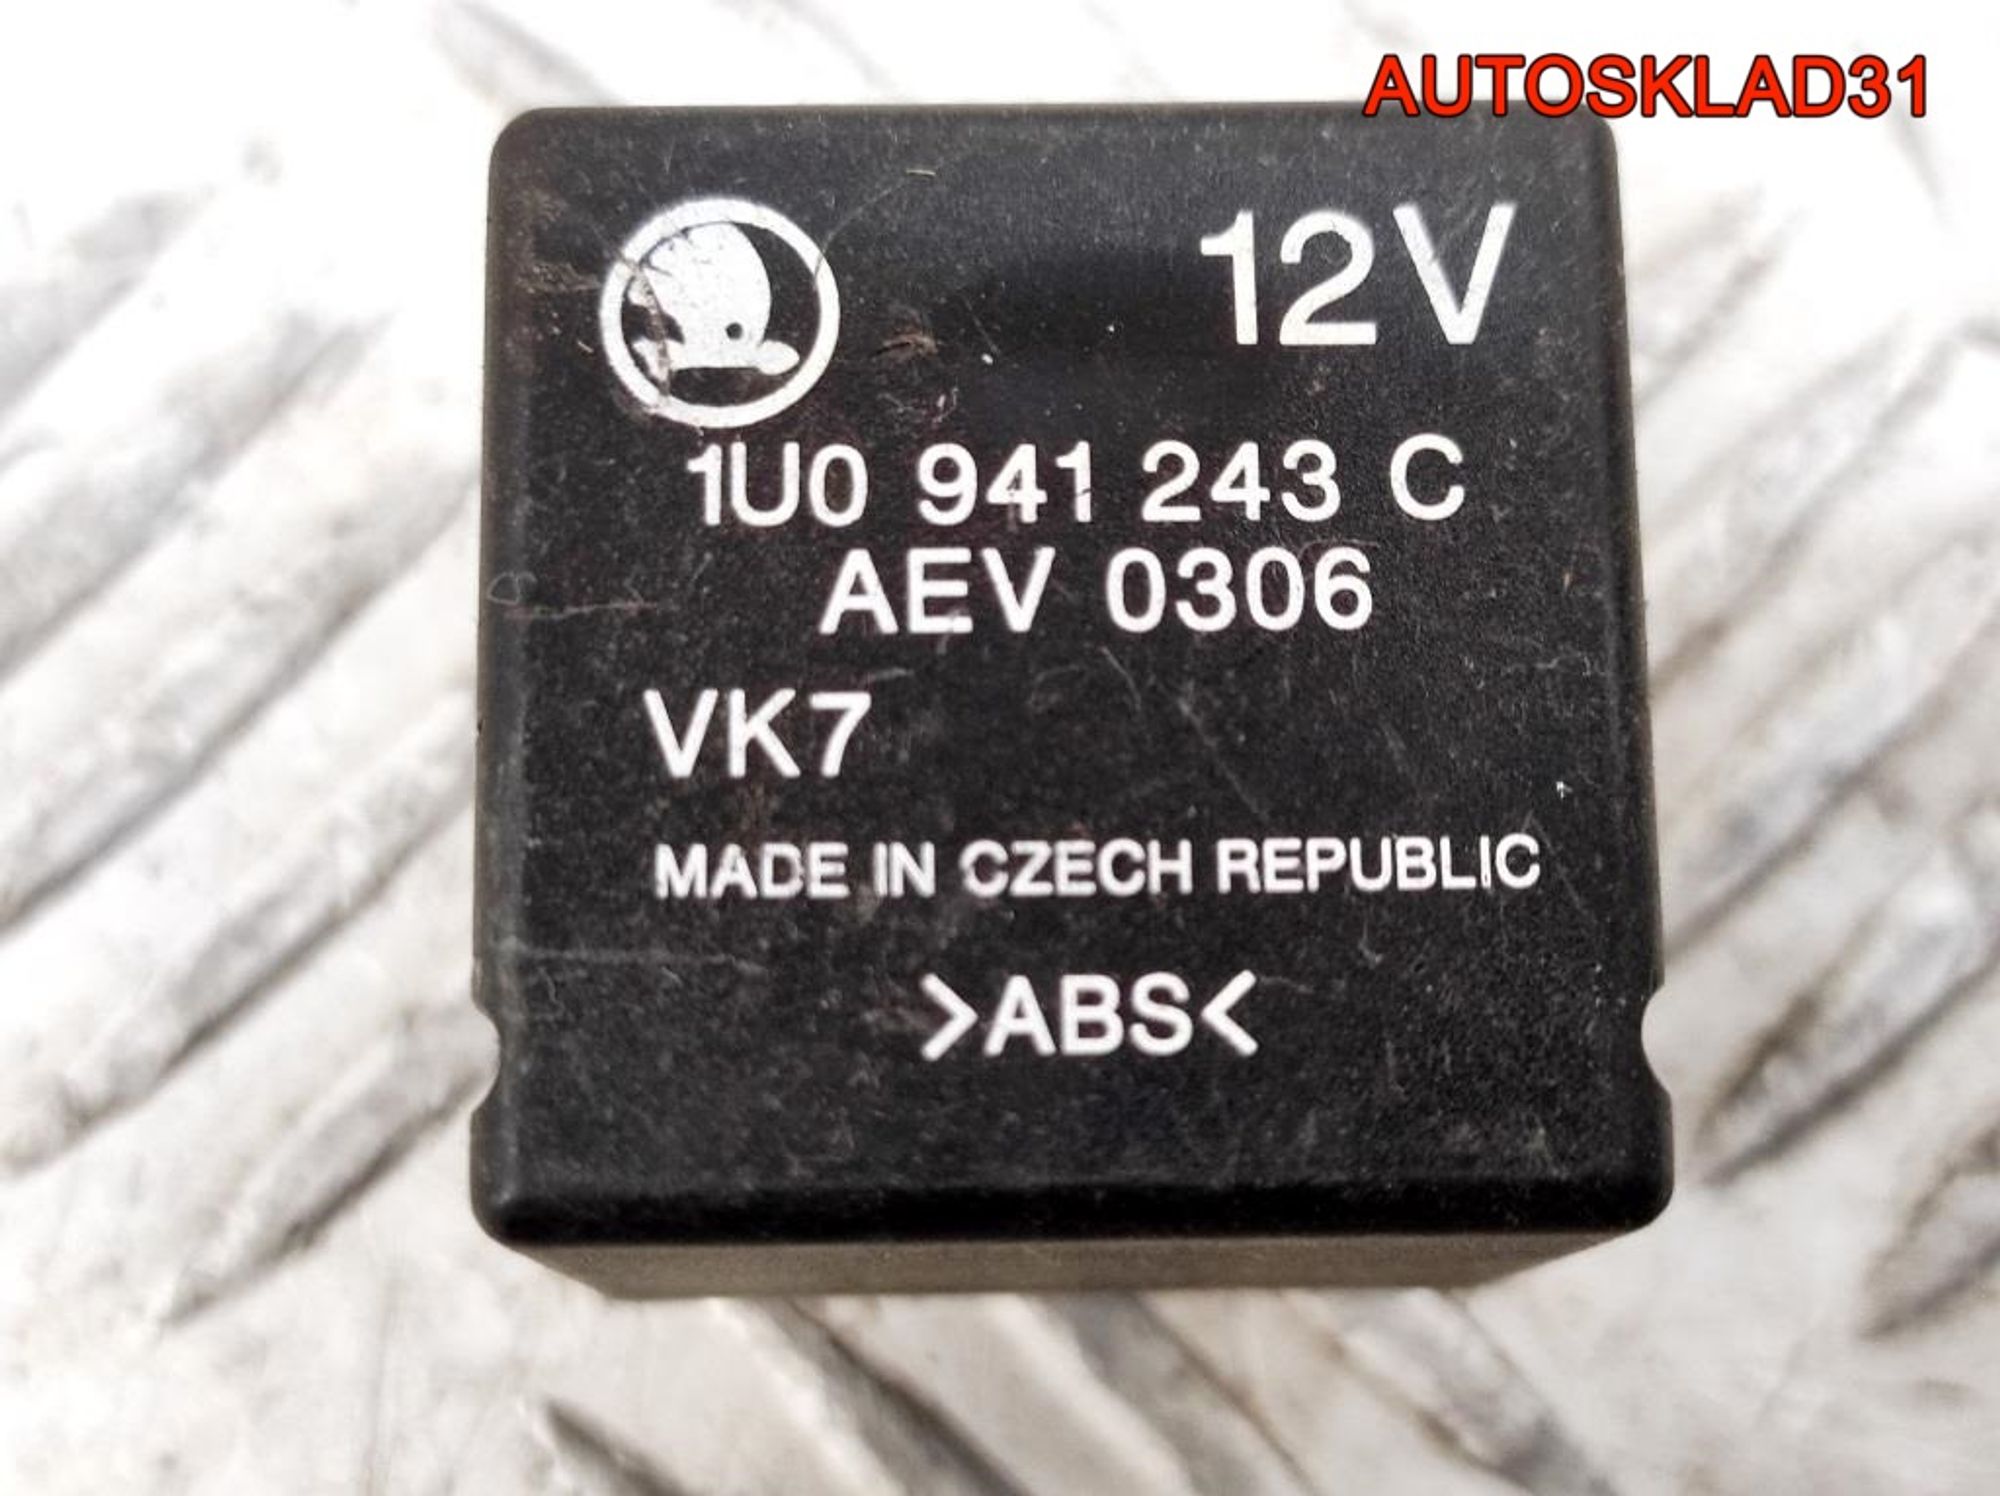 AUTOSKLAD31
12V
1U0 941 243 C
AEV 0306
VK7
MADE IN CZECH REPUBLIC
>ABS<